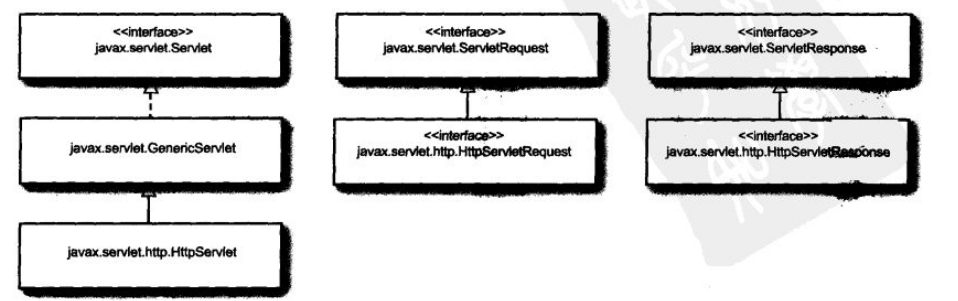 <<interface>>
javax.servlet.Servlet
javax.servlet.GenericServlet
javax.servlet.http.HttpServlet
<<interface>>
javax.servlet.ServletRequest
<<interface>>
javax.servlet.http.HttpServletRequest
<<interface>>
javax.servlet.ServletResponse
<<interface>>
javax.servlet.http.HttpServletResponse